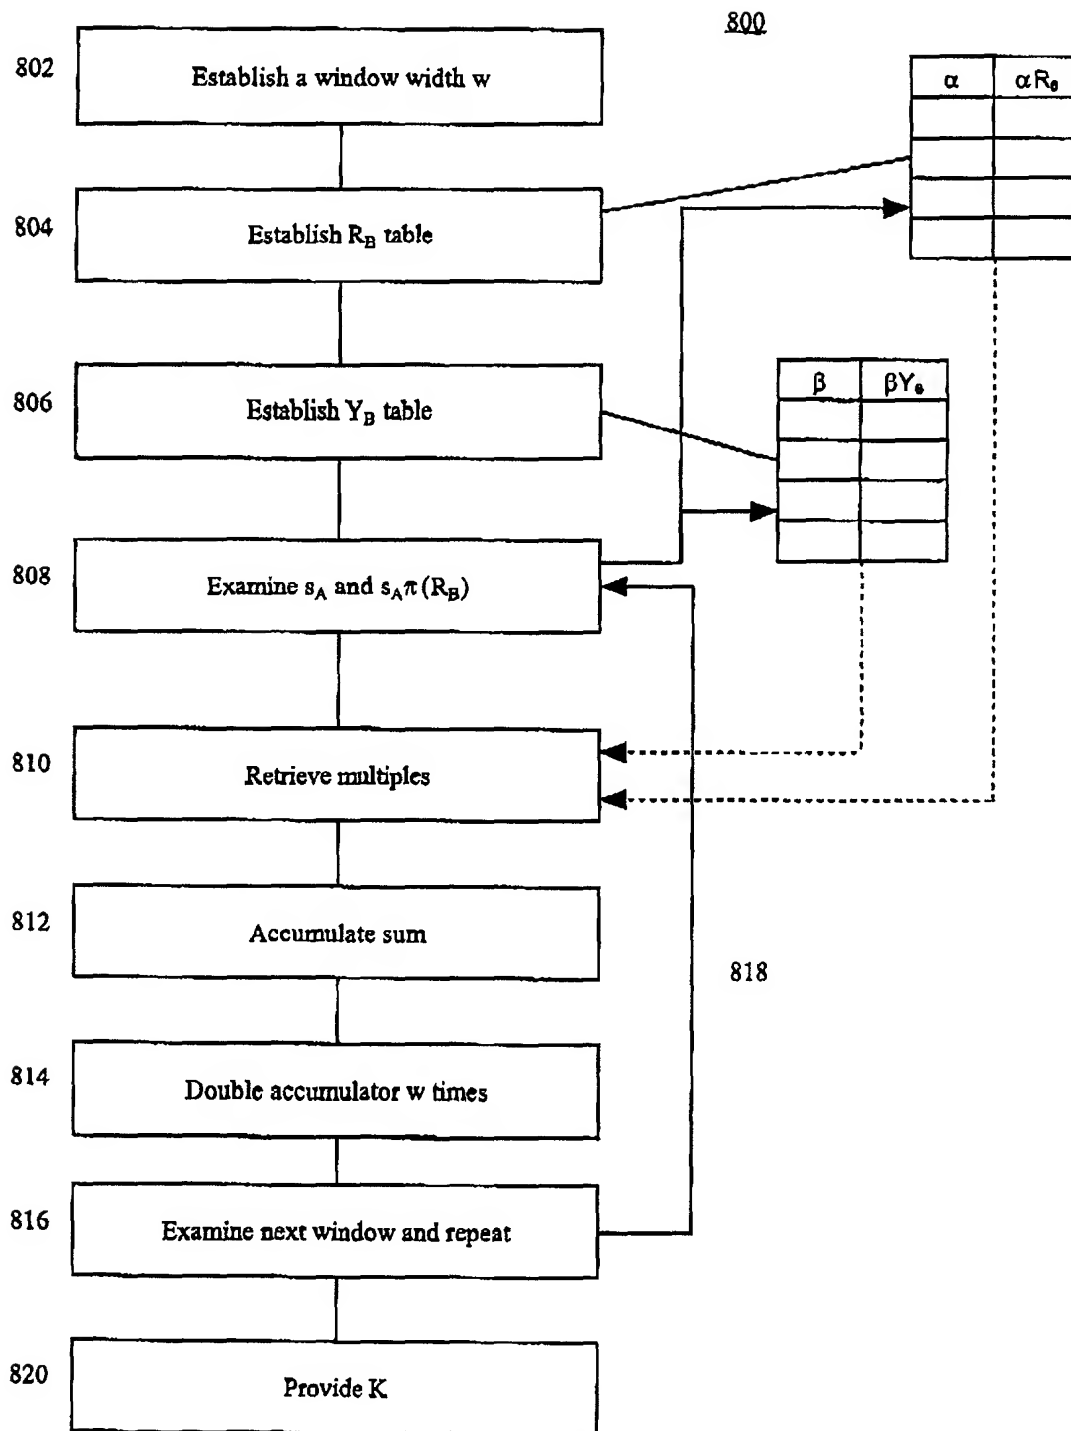 800
802 Establish a window width w
α αRₑ
804 Establish R_B table
806 Establish Y_B table
β βYₑ
808 Examine s_A and s_Aπ(R_B)
810 Retrieve multiples
812 Accumulate sum
818
814 Double accumulator w times
816 Examine next window and repeat
820 Provide K